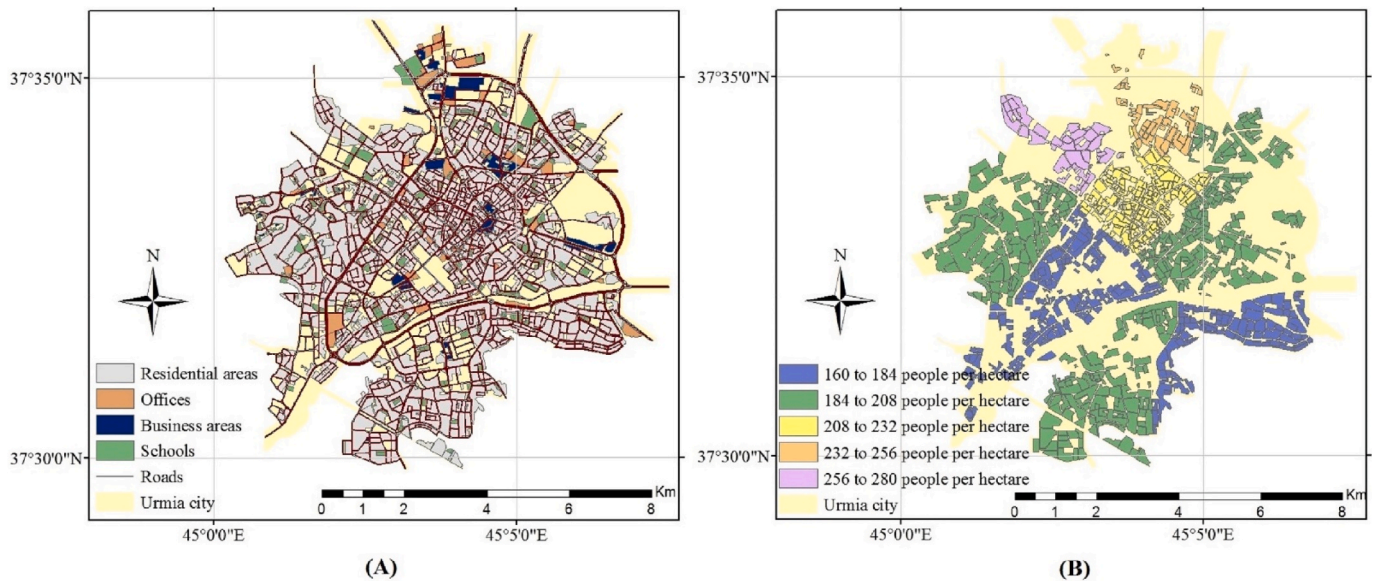 37°35'0"N
N
Residential areas
Offices
Business areas
Schools
Roads
Urmia city
37°30'0"N
Km
0 1 2 4 6 8
45°0'0"E 45°5'0"E
(A)
37°35'0"N
N
160 to 184 people per hectare
184 to 208 people per hectare
208 to 232 people per hectare
232 to 256 people per hectare
256 to 280 people per hectare
Urmia city
37°30'0"N
Km
0 1 2 4 6 8
45°0'0"E 45°5'0"E
(B)